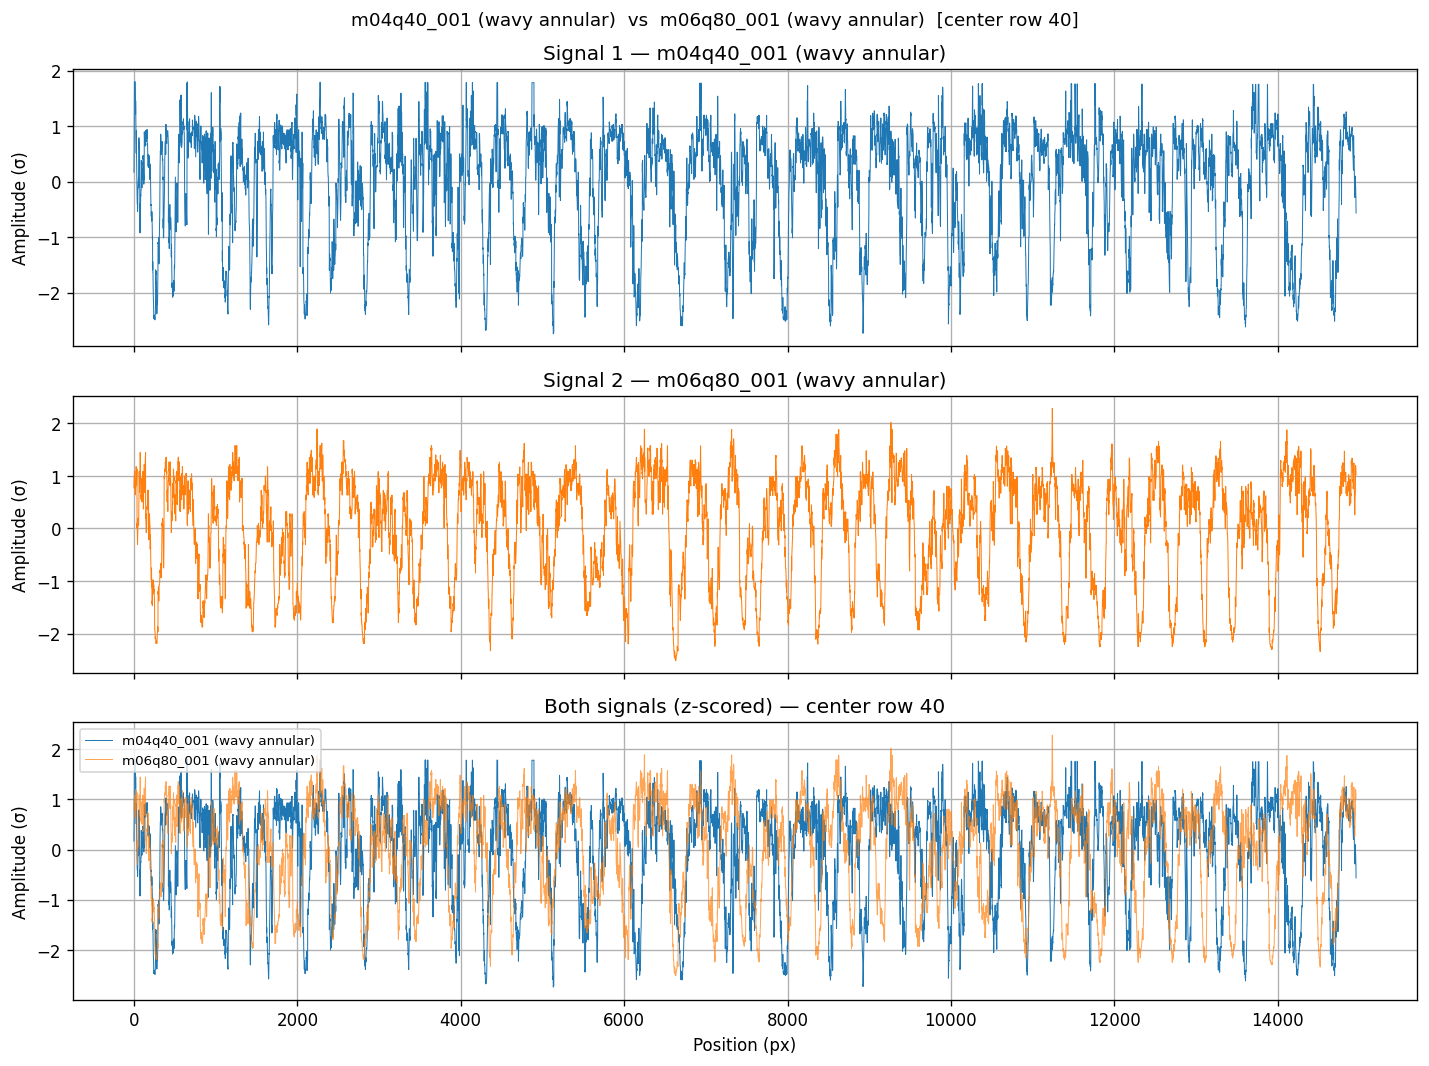 m04q40_001 (wavy annular)  vs  m06q80_001 (wavy annular)  [center row 40]
Signal 1 — m04q40_001 (wavy annular)
2
1
0
−1
−2
Amplitude (σ)
Signal 2 — m06q80_001 (wavy annular)
2
1
0
−1
−2
Amplitude (σ)
Both signals (z-scored) — center row 40
m04q40_001 (wavy annular)
m06q80_001 (wavy annular)
2
1
0
−1
−2
Amplitude (σ)
0 2000 4000 6000 8000 10000 12000 14000
Position (px)